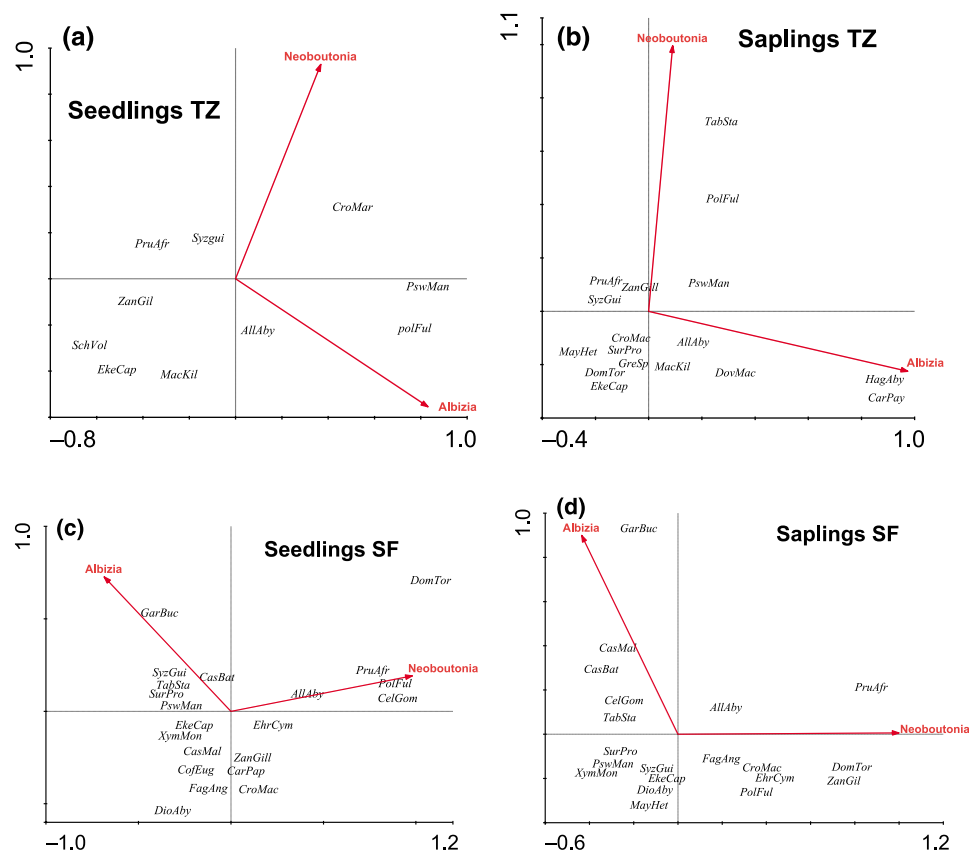 (a)
1.0
Neoboutonia
Seedlings TZ
CroMar
Syzgui
PruAfr
PswMan
ZanGil
AllAby
polFul
SchVol
EkeCap
MacKil
Albizia
–0.8
1.0
(b)
1.1
Neoboutonia
Saplings TZ
TabSta
PolFul
PruAfr
ZanGill
PswMan
SyzGui
CroMac
AllAby
MayHet
SurPro
GreSp
MacKil
Albizia
DomTor
DovMac
HagAby
EkeCap
CarPay
–0.4
1.0
(c)
1.0
Seedlings SF
Albizia
DomTor
GarBuc
SyzGui
CasBat
PruAfr
Neoboutonia
TabSta
PolFul
SurPro
AllAby
CelGom
PswMan
EkeCap
EhrCym
XymMon
CasMal
ZanGill
CofEug
CarPap
FagAng
CroMac
DioAby
–1.0
1.2
(d)
1.0
Albizia
GarBuc
Saplings SF
CasMal
CasBat
PruAfr
CelGom
AllAby
TabSta
Neoboutonia
SurPro
FagAng
PswMan
SyzGui
CroMac
DomTor
XymMon
EkeCap
EhrCym
ZanGil
DioAby
PolFul
MayHet
–0.6
1.2